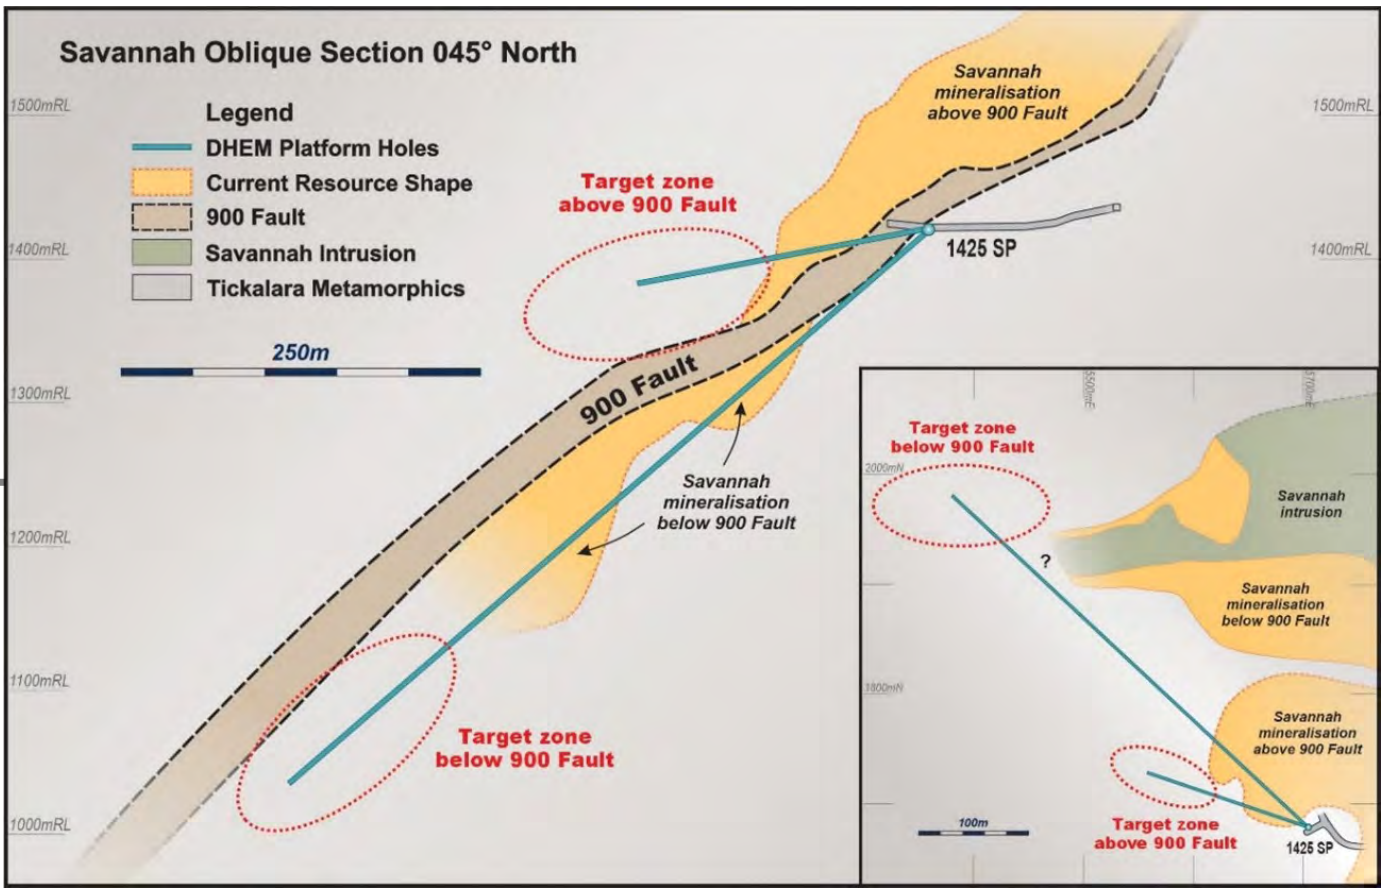 Savannah Oblique Section 045° North
Legend
DHEM Platform Holes
Current Resource Shape
900 Fault
Savannah Intrusion
Tickalara Metamorphics
250m
1500mRL
1400mRL
1300mRL
1200mRL
1100mRL
1000mRL
1500mRL
1400mRL
Savannah
mineralisation
above 900 Fault
Target zone
above 900 Fault
1425 SP
900 Fault
Savannah
mineralisation
below 900 Fault
Target zone
below 900 Fault
5500mE
5700mE
Target zone
below 900 Fault
2000mN
Savannah
intrusion
?
Savannah
mineralisation
below 900 Fault
1800mN
Savannah
mineralisation
above 900 Fault
100m
Target zone
above 900 Fault
1425 SP